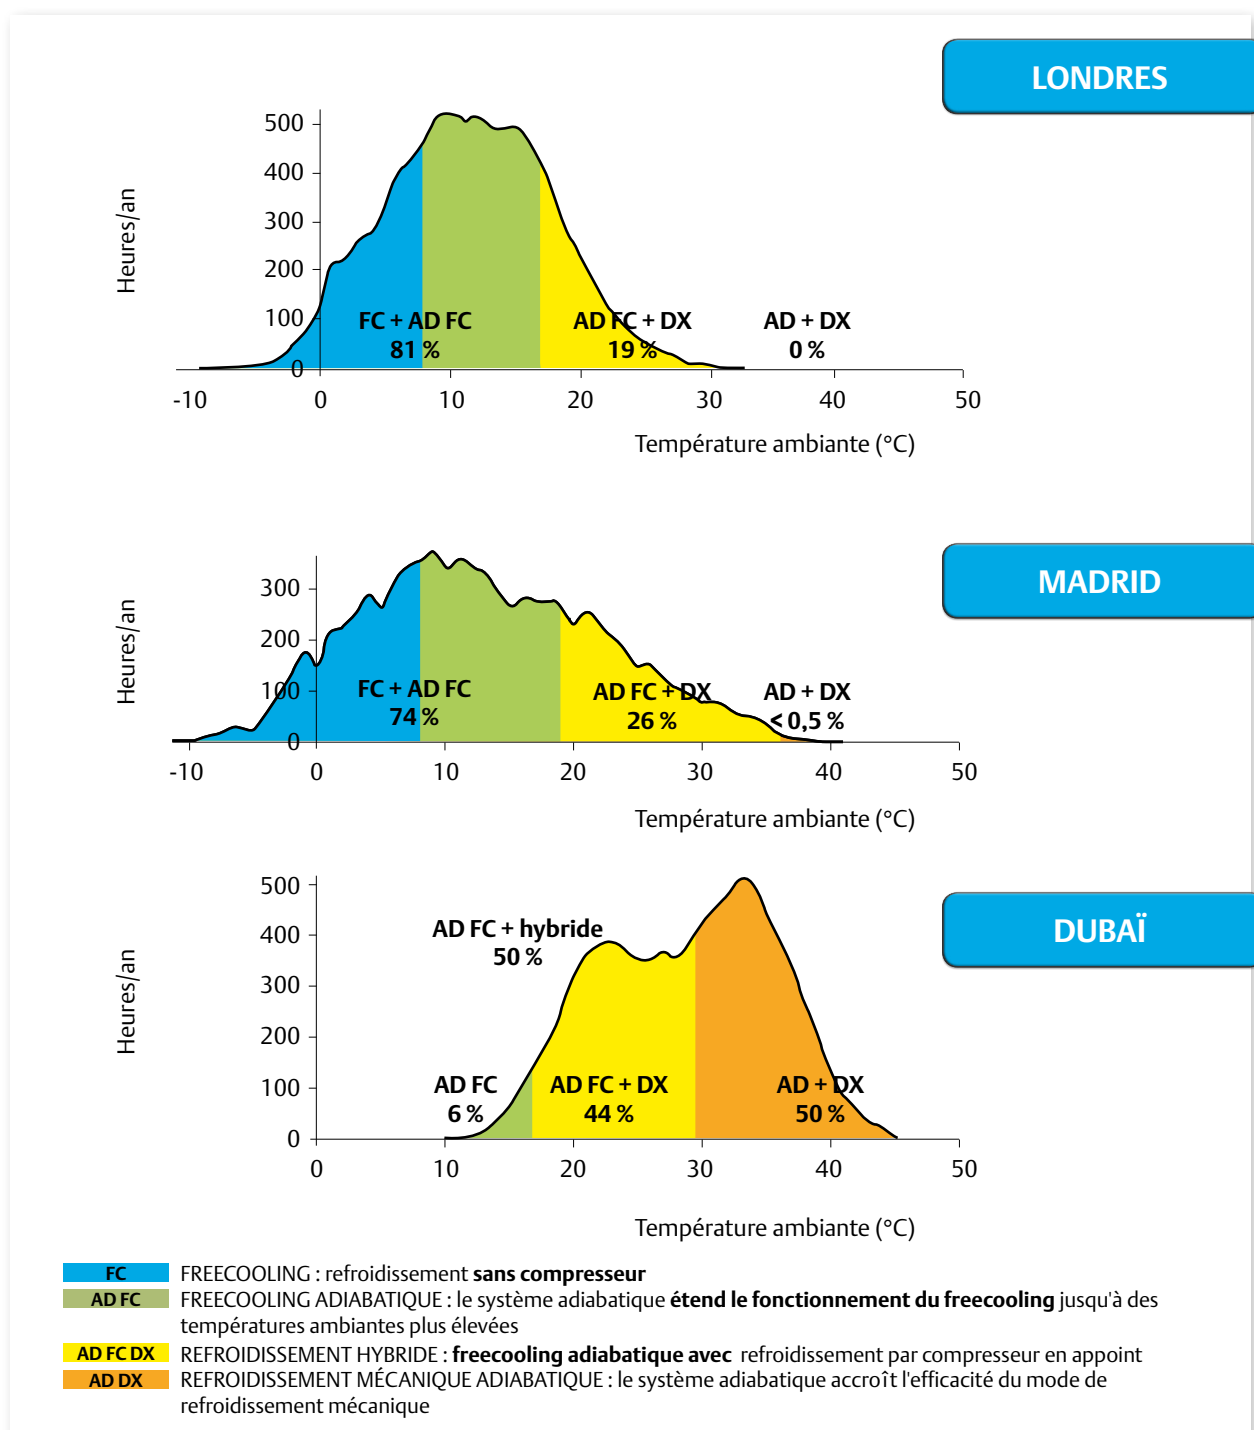 LONDRES
Heures/an
500
400
300
200
100
0
FC + AD FC
81 %
AD FC + DX
19 %
AD + DX
0 %
-10 0 10 20 30 40 50
Température ambiante (°C)
MADRID
Heures/an
300
200
100
0
FC + AD FC
74 %
AD FC + DX
26 %
AD + DX
< 0,5 %
-10 0 10 20 30 40 50
Température ambiante (°C)
DUBAÏ
Heures/an
500
400
300
200
100
0
AD FC + hybride
50 %
AD FC
6 %
AD FC + DX
44 %
AD + DX
50 %
0 10 20 30 40 50
Température ambiante (°C)
FC FREECOOLING : refroidissement sans compresseur
AD FC FREECOOLING ADIABATIQUE : le système adiabatique étend le fonctionnement du freecooling jusqu'à des
températures ambiantes plus élevées
AD FC DX REFROIDISSEMENT HYBRIDE : freecooling adiabatique avec refroidissement par compresseur en appoint
AD DX REFROIDISSEMENT MÉCANIQUE ADIABATIQUE : le système adiabatique accroît l'efficacité du mode de
refroidissement mécanique